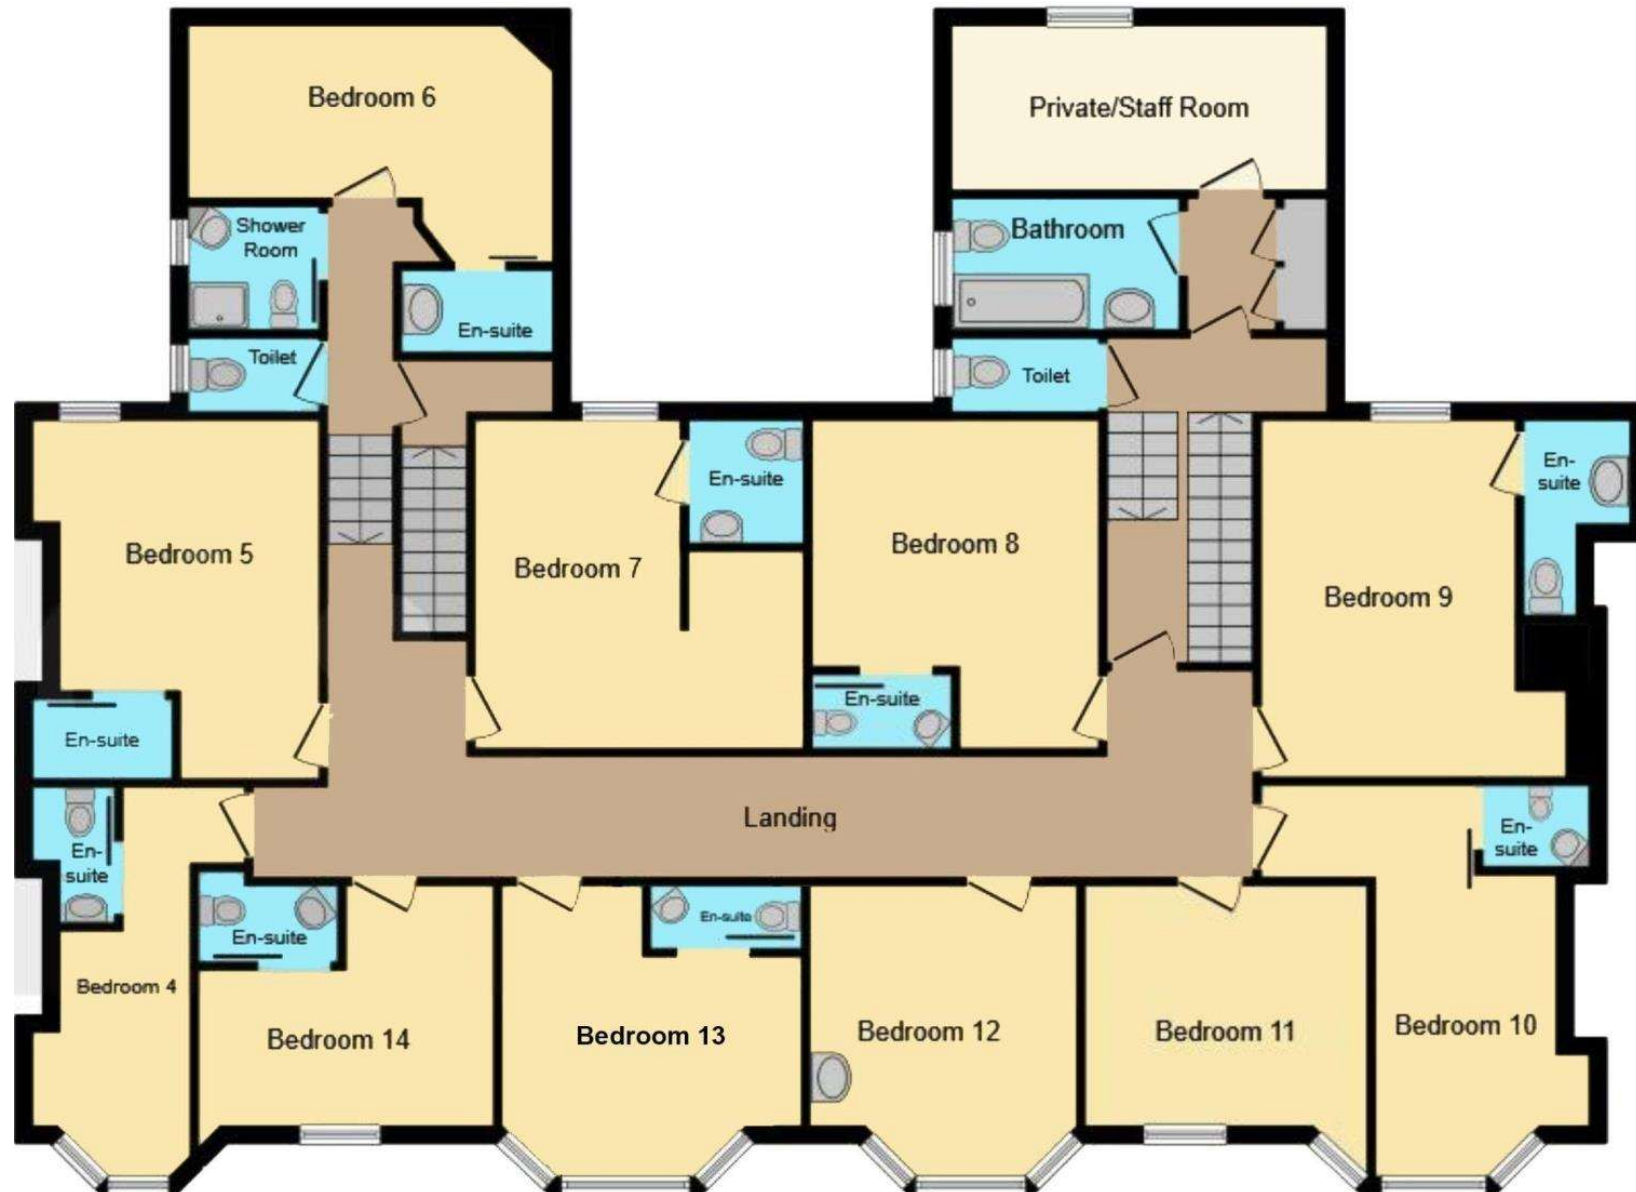 Bedroom 6
Private/Staff Room
Shower
Room
Bathroom
En-suite
Toilet
Toilet
Bedroom 5
Bedroom 7
En-suite
Bedroom 8
Bedroom 9
En-
suite
En-suite
En-suite
Landing
En-
suite
En-
suite
En-suite
En-suite
Bedroom 4
Bedroom 14
Bedroom 13
Bedroom 12
Bedroom 11
Bedroom 10